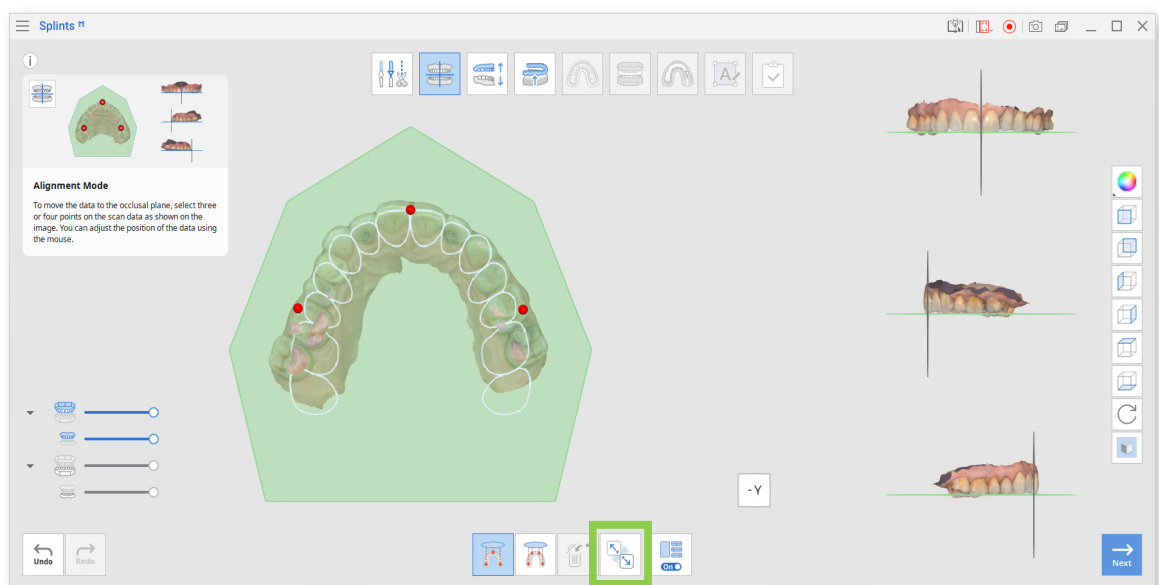 Splints
Alignment Mode
To move the data to the occlusal plane, select three
or four points on the scan data as shown on the
image. You can adjust the position of the data using
the mouse.
- Y
Undo
Redo
On
Next